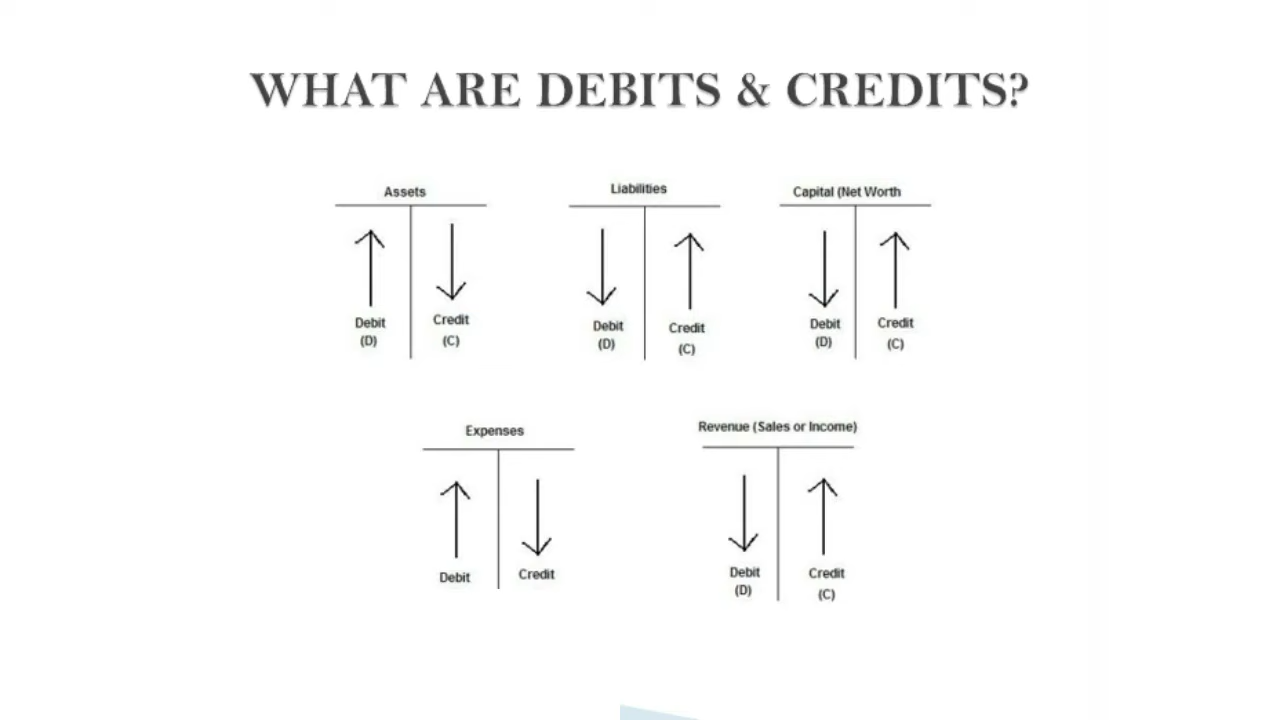 WHAT ARE DEBITS & CREDITS?
Assets
Debit
(D)
Credit
(C)
Liabilities
Debit
(D)
Credit
(C)
Capital (Net Worth
Debit
(D)
Credit
(C)
Expenses
Debit
Credit
Revenue (Sales or Income)
Debit
(D)
Credit
(C)